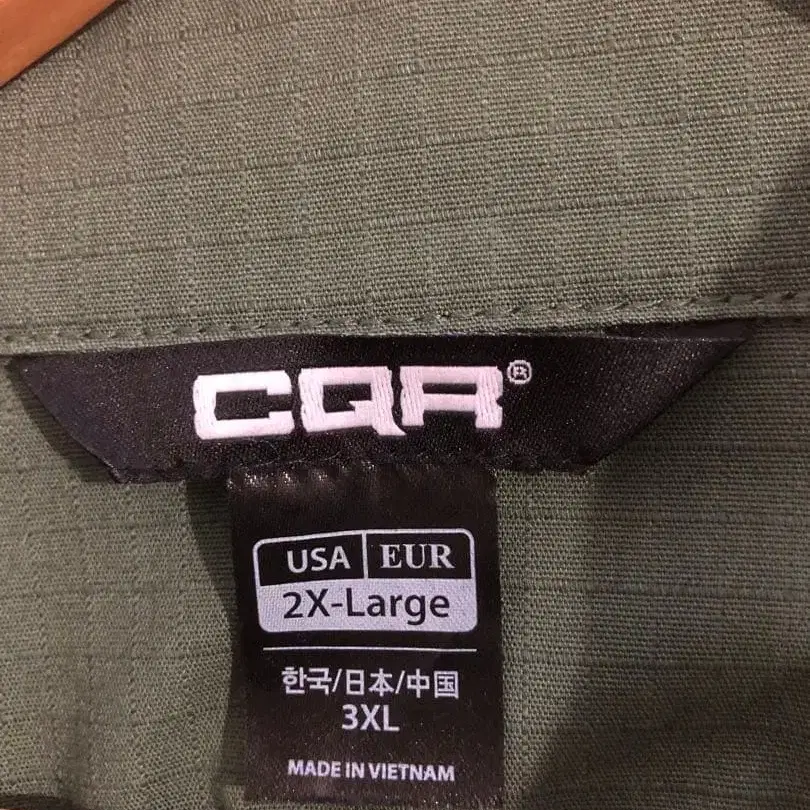 CQR®
USA | EUR
2X-Large
한국/日本/中国
3XL
MADE IN VIETNAM